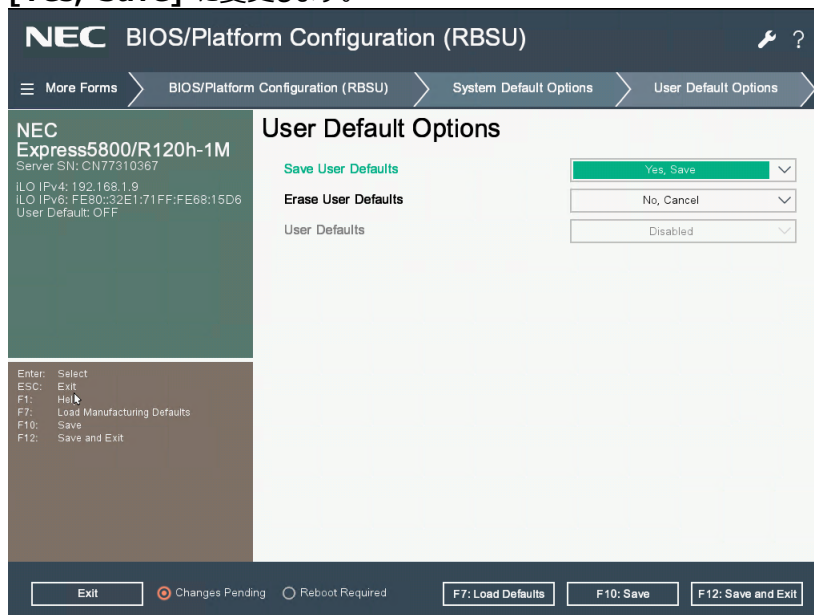 [Yes, Save] に変更します。
NEC BIOS/Platform Configuration (RBSU)
?
More Forms BIOS/Platform Configuration (RBSU) System Default Options User Default Options
NEC
Express5800/R120h-1M
Server SN: CN77310367
iLO IPv4: 192.168.1.9
iLO IPv6: FE80::32E1:71FF:FE68:15D6
User Default: OFF
User Default Options
Save User Defaults Yes, Save
Erase User Defaults No, Cancel
User Defaults Disabled
Enter: Select
ESC: Exit
F1: Help
F7: Load Manufacturing Defaults
F10: Save
F12: Save and Exit
Exit Changes Pending Reboot Required F7: Load Defaults F10: Save F12: Save and Exit